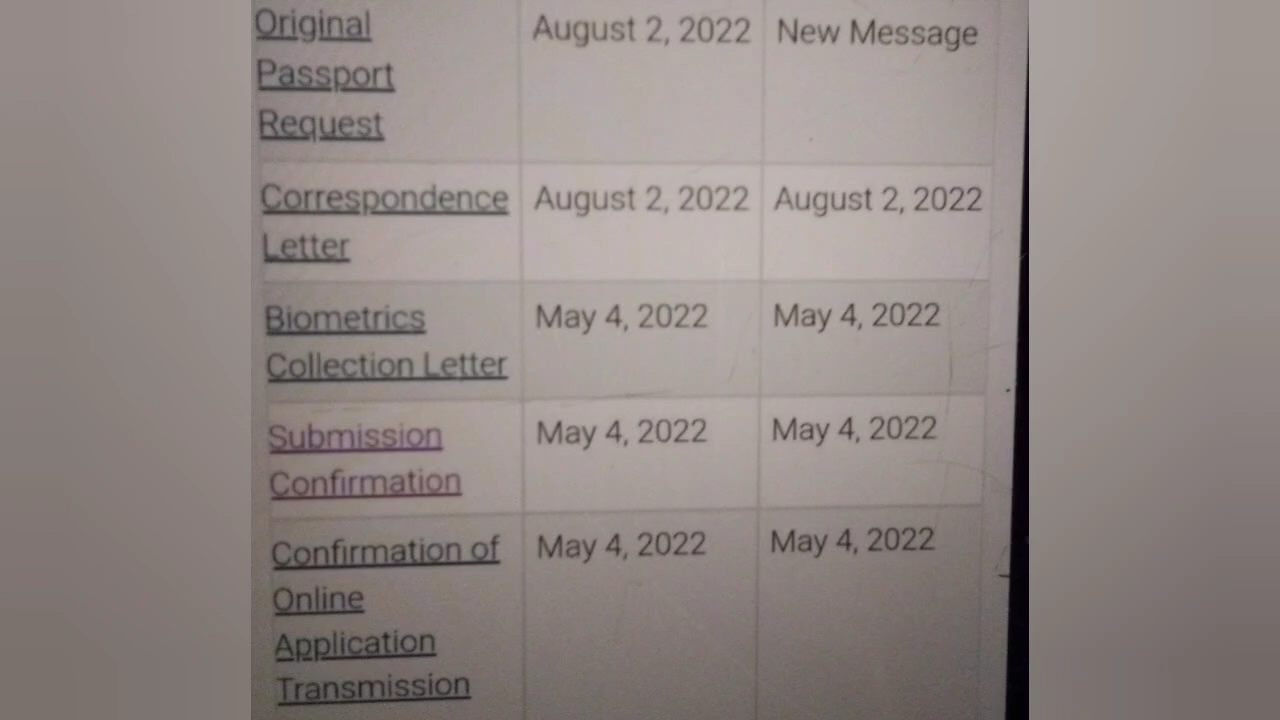 Original August 2, 2022 New Message
Passport
Request
Correspondence August 2, 2022 August 2, 2022
Letter
Biometrics May 4, 2022 May 4, 2022
Collection Letter
Submission May 4, 2022 May 4, 2022
Confirmation
Confirmation of May 4, 2022 May 4, 2022
Online
Application
Transmission